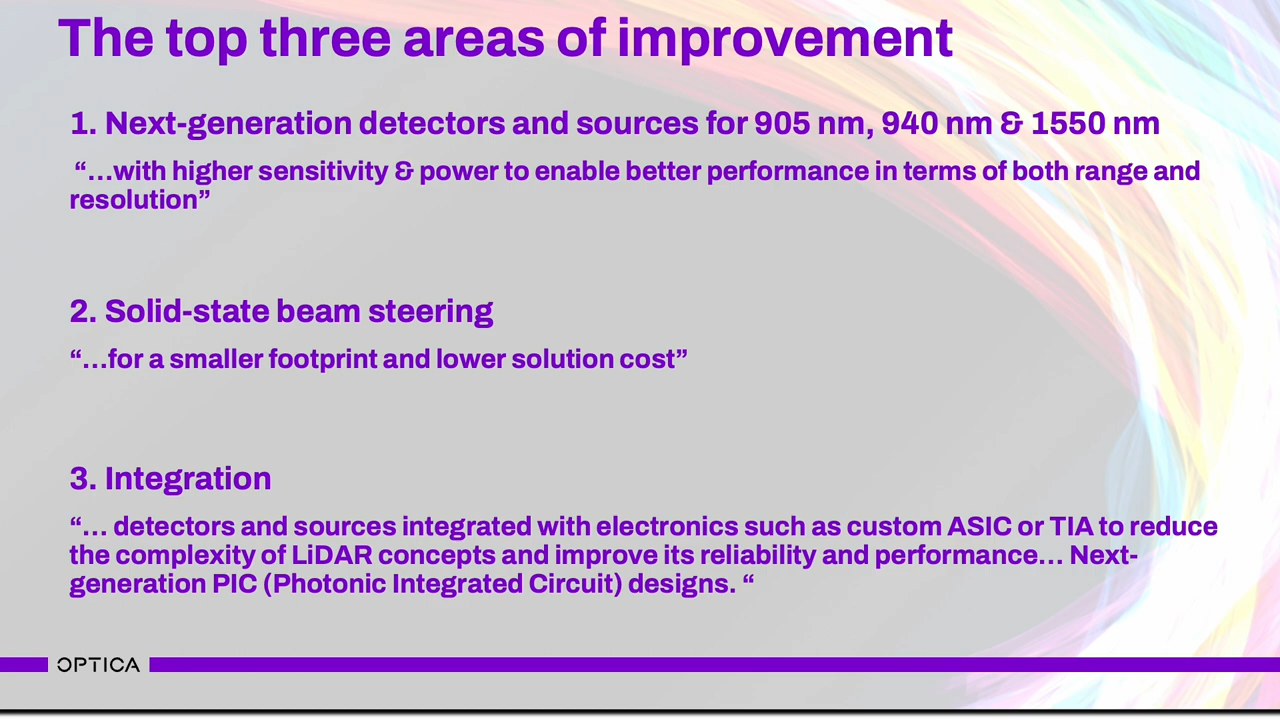 The top three areas of improvement
1. Next-generation detectors and sources for 905 nm, 940 nm & 1550 nm
“…with higher sensitivity & power to enable better performance in terms of both range and
resolution”
2. Solid-state beam steering
“…for a smaller footprint and lower solution cost”
3. Integration
“… detectors and sources integrated with electronics such as custom ASIC or TIA to reduce
the complexity of LiDAR concepts and improve its reliability and performance… Next-
generation PIC (Photonic Integrated Circuit) designs. “
OPTICA